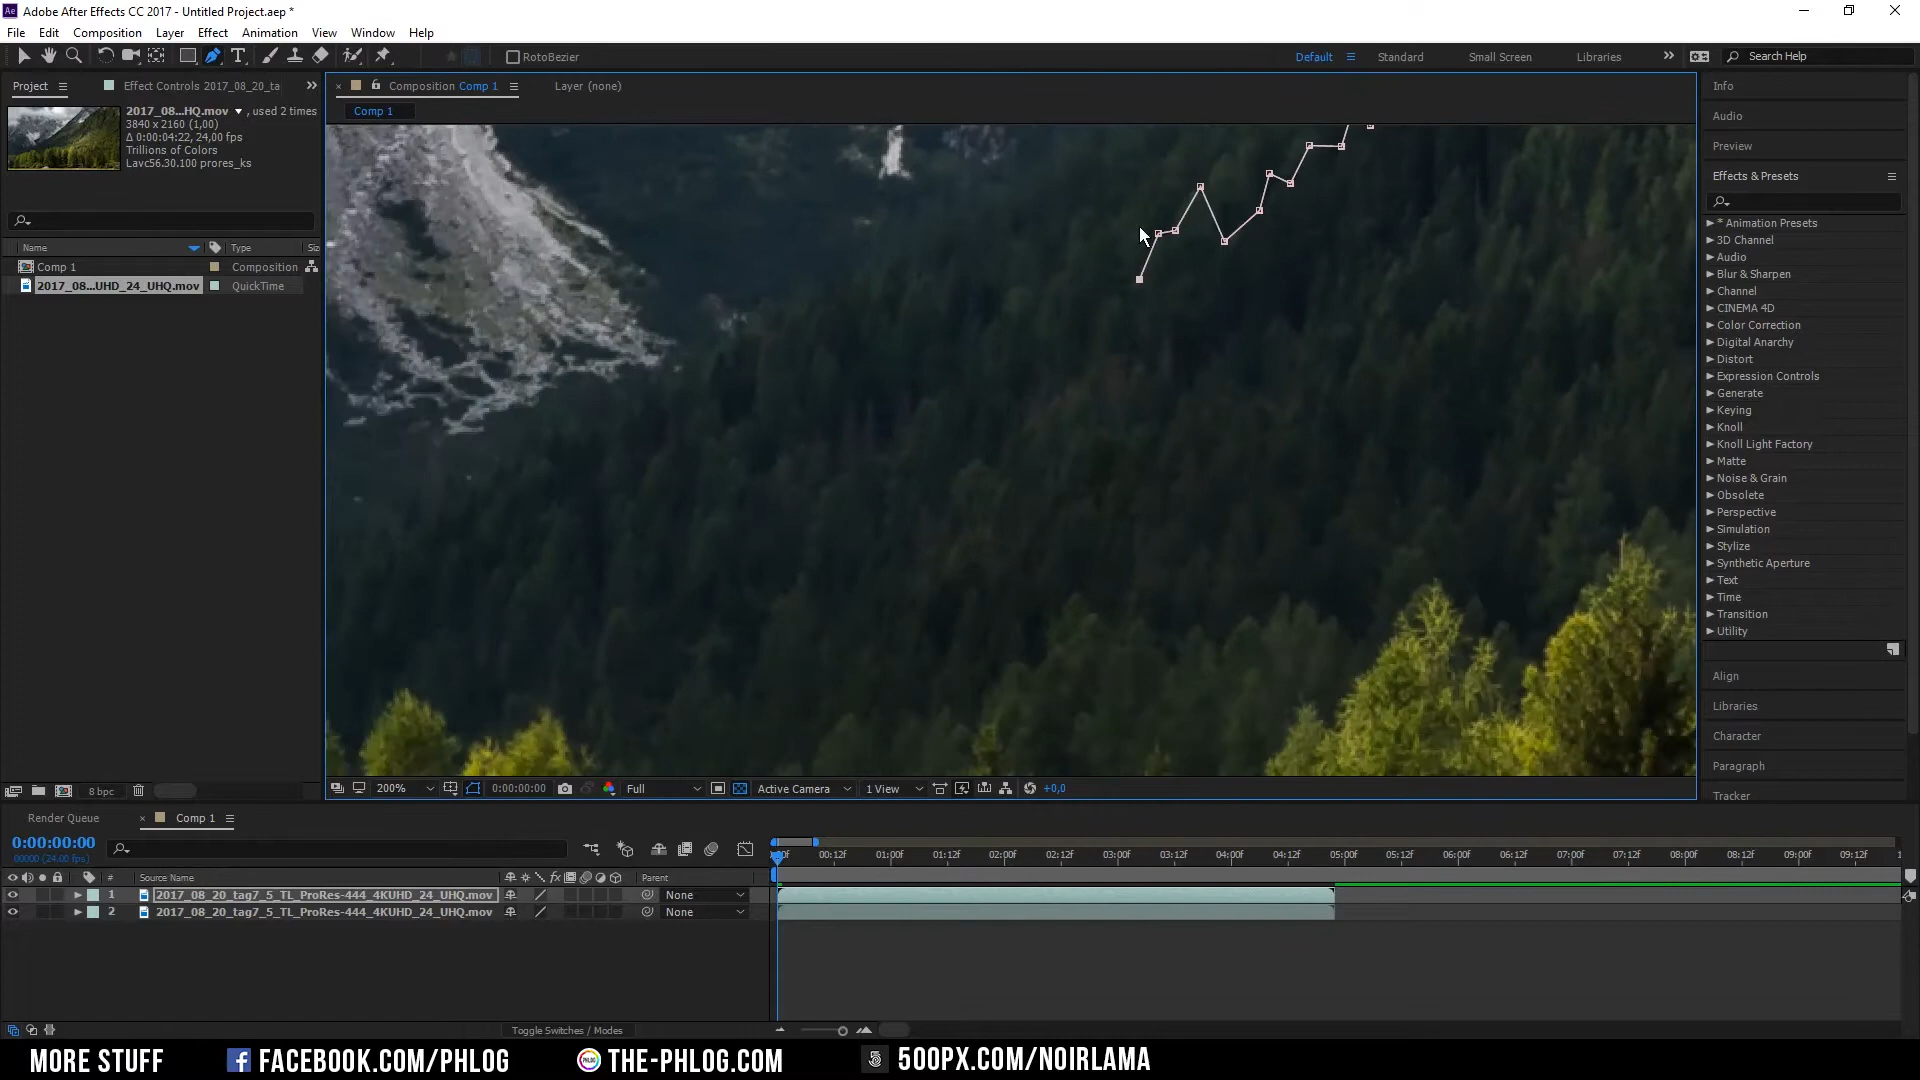 Ae Adobe After Effects CC 2017 - Untitled Project.aep *
File Edit Composition Layer Effect Animation View Window Help
RotoBezier
Default Standard Small Screen Libraries Search Help
Project Effect Controls 2017_08_20_ta
Composition Comp 1 Layer (none)
Comp 1
2017_08...HQ.mov , used 2 times
3840 x 2160 (1,00)
Δ 0:00:04:22, 24,00 fps
Trillions of Colors
Lavc56.30.100 prores_ks
Name Type Siz
Comp 1 Composition
2017_08...UHD_24_UHQ.mov QuickTime
8 bpc
200% 0:00:00:00 Full Active Camera 1 View +0,0
Info
Audio
Preview
Effects & Presets
* Animation Presets
3D Channel
Audio
Blur & Sharpen
Channel
CINEMA 4D
Color Correction
Digital Anarchy
Distort
Expression Controls
Generate
Keying
Knoll
Knoll Light Factory
Matte
Noise & Grain
Obsolete
Perspective
Simulation
Stylize
Synthetic Aperture
Text
Time
Transition
Utility
Align
Libraries
Character
Paragraph
Tracker
Render Queue Comp 1
0:00:00:00
00000 (24.00 fps)
00:12f 01:00f 01:12f 02:00f 02:12f 03:00f 03:12f 04:00f 04:12f 05:00f 05:12f 06:00f 06:12f 07:00f 07:12f 08:00f 08:12f 09:00f 09:12f
# Source Name fx Parent
1 2017_08_20_tag7_5_TL_ProRes-444_4KUHD_24_UHQ.mov None
2 2017_08_20_tag7_5_TL_ProRes-444_4KUHD_24_UHQ.mov None
Toggle Switches / Modes
MORE STUFF FACEBOOK.COM/PHLOG THE-PHLOG.COM 500PX.COM/NOIRLAMA